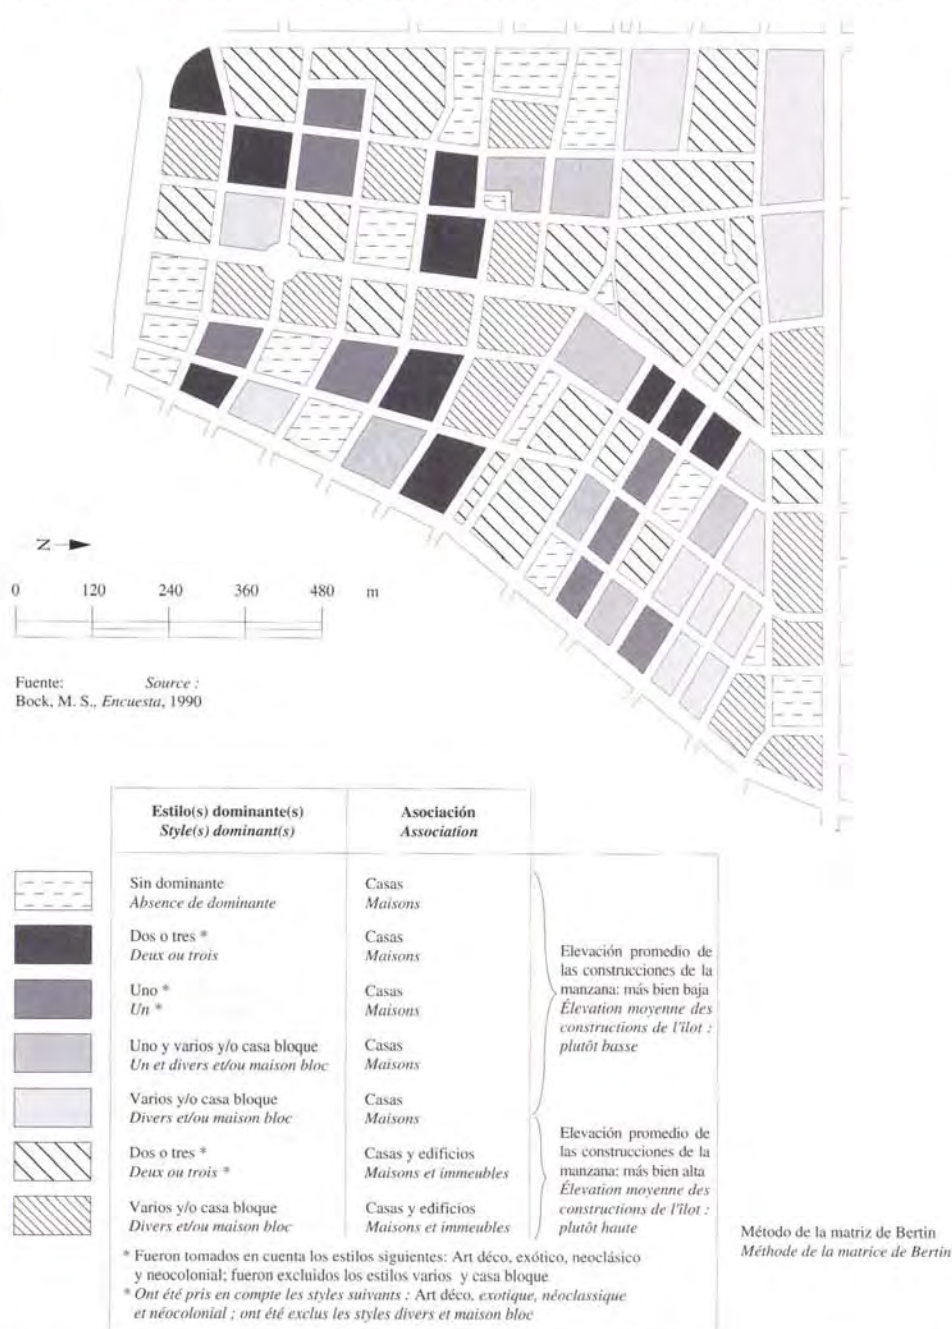 N
0 120 240 360 480 m
Fuente: Source :
Bock, M. S., Encuesta, 1990
Estilo(s) dominante(s)
Style(s) dominant(s)
Asociación
Association
Sin dominante
Absence de dominante
Casas
Maisons
Dos o tres *
Deux ou trois
Casas
Maisons
Uno *
Un *
Casas
Maisons
Uno y varios y/o casa bloque
Un et divers et/ou maison bloc
Casas
Maisons
Varios y/o casa bloque
Divers et/ou maison bloc
Casas
Maisons
Dos o tres *
Deux ou trois *
Casas y edificios
Maisons et immeubles
Varios y/o casa bloque
Divers et/ou maison bloc
Casas y edificios
Maisons et immeubles
Elevación promedio de
las construcciones de la
manzana: más bien baja
Élevation moyenne des
constructions de l'îlot :
plutôt basse
Elevación promedio de
las construcciones de la
manzana: más bien alta
Élevation moyenne des
constructions de l'îlot :
plutôt haute
* Fueron tomados en cuenta los estilos siguientes: Art déco, exótico, neoclásico
y neocolonial; fueron excluidos los estilos varios y casa bloque
* Ont été pris en compte les styles suivants : Art déco, exotique, néoclassique
et néocolonial ; ont été exclus les styles divers et maison bloc
Método de la matriz de Bertin
Méthode de la matrice de Bertin